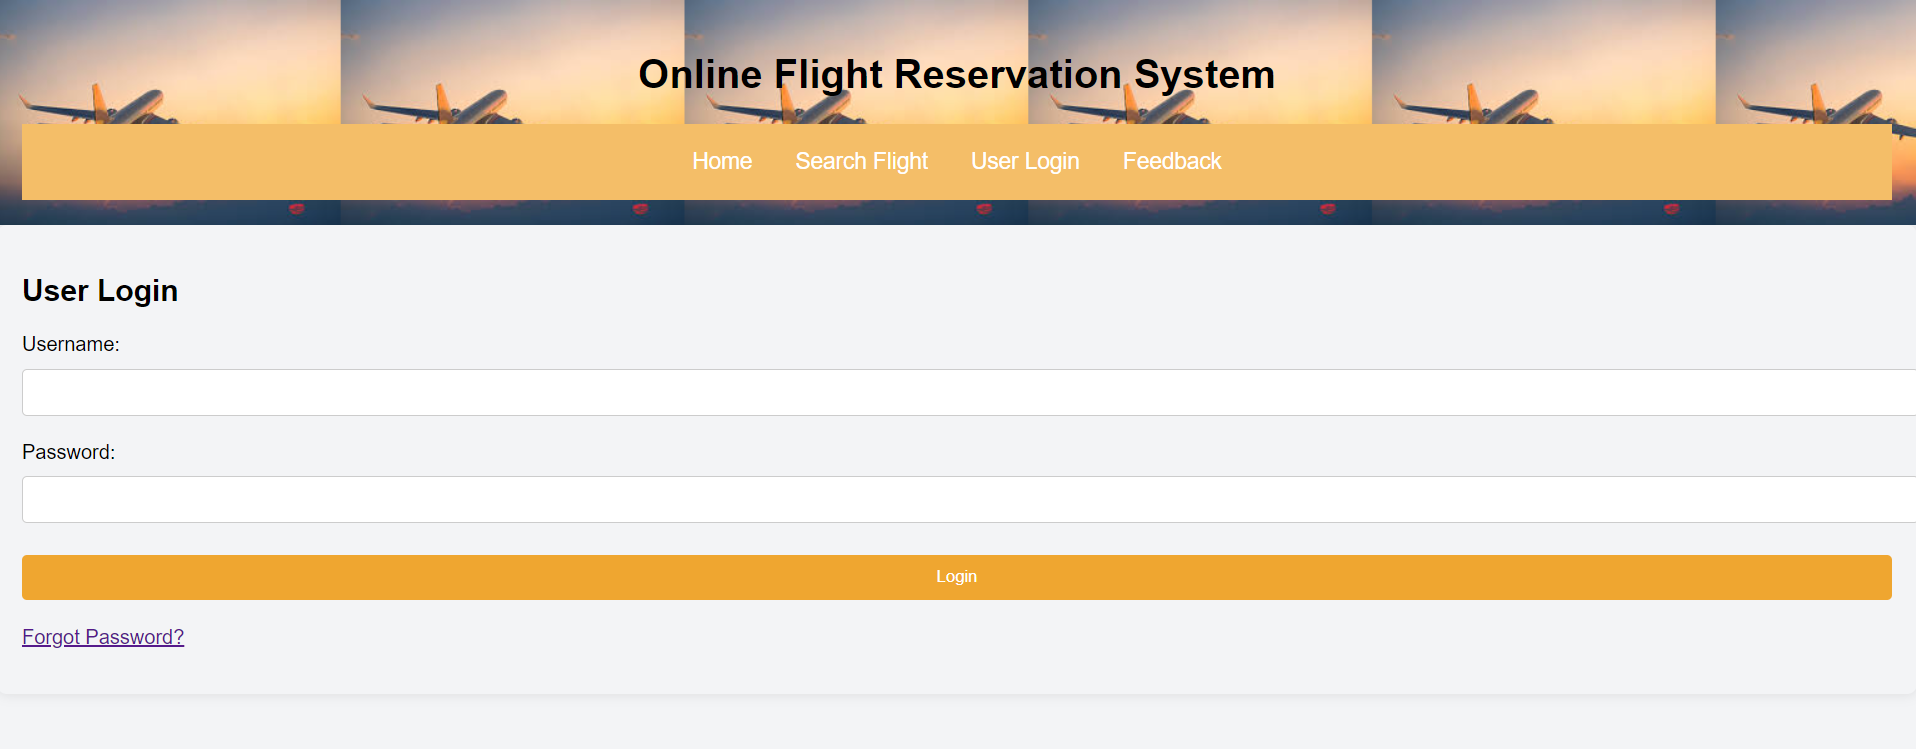 Online Flight Reservation System
Home Search Flight User Login Feedback
User Login
Username:
Password:
Login
Forgot Password?